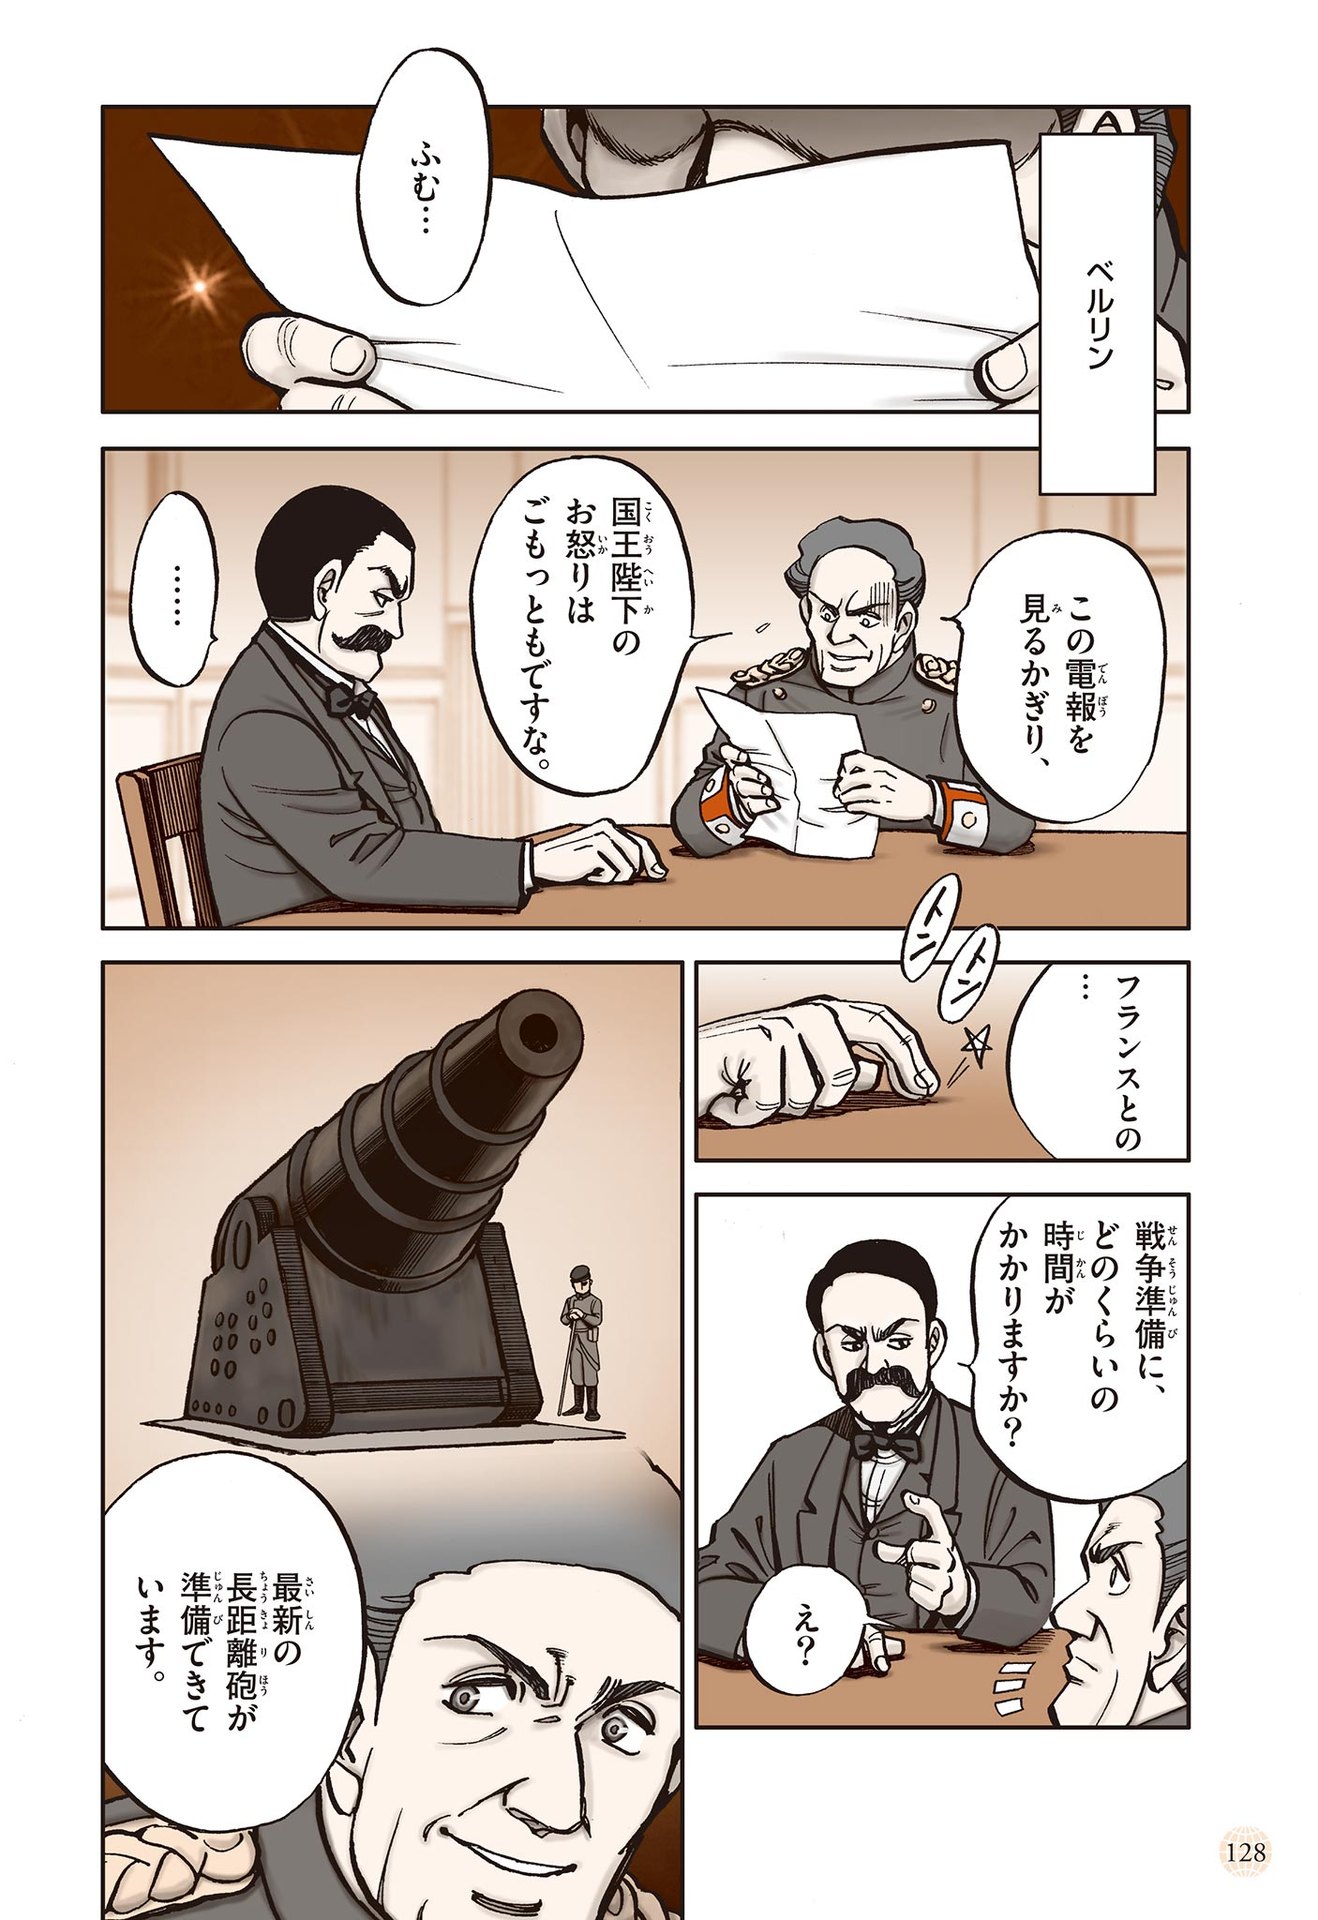 ベルリン
ふむ…
この電報を
見るかぎり、
国王陛下の
お怒りは
ごもっともですな。
………
トン
トン
フランスとの
…
戦争準備に、
どのくらいの
時間が
かかりますか？
え？
最新の
長距離砲が
準備できて
います。
128